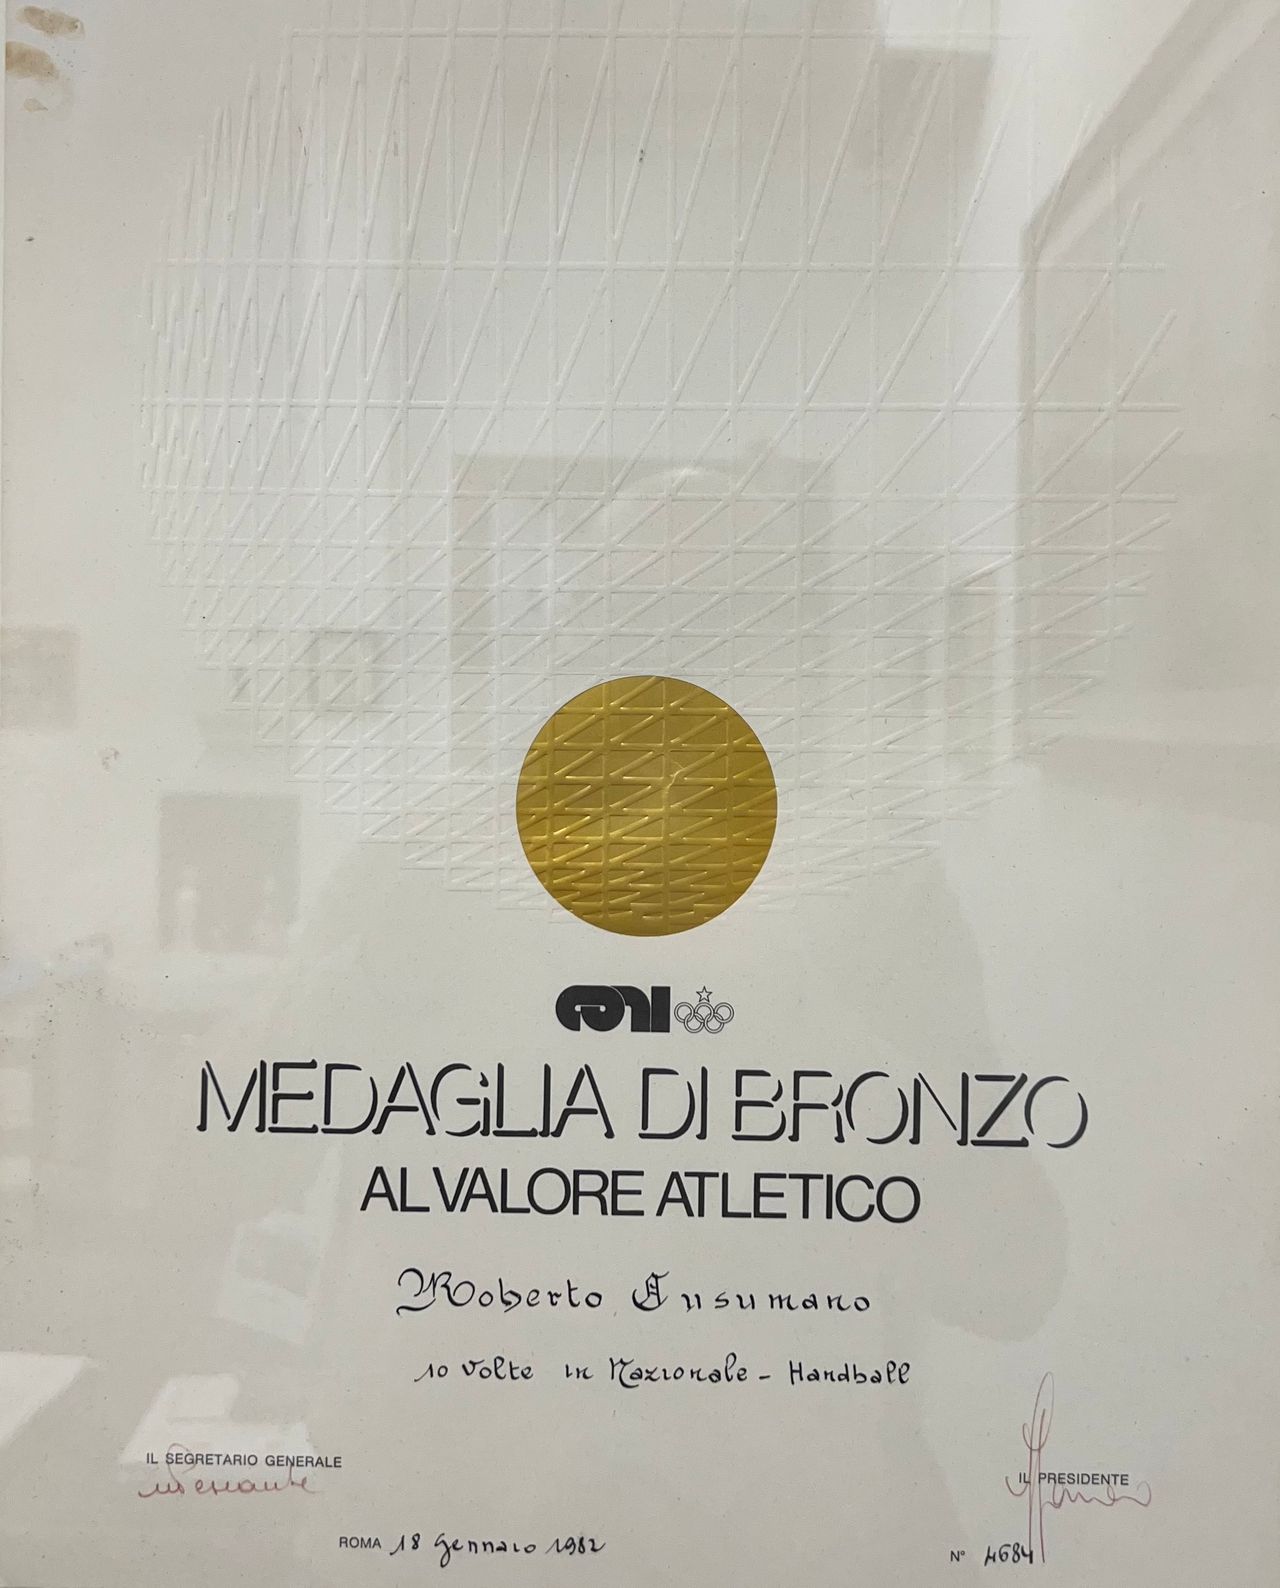 CONI
MEDAGLIA DI BRONZO
AL VALORE ATLETICO
Roberto Cusumano
10 volte in Nazionale - Handball
IL SEGRETARIO GENERALE
IL PRESIDENTE
ROMA 18 Gennaio 1982
N° 4684